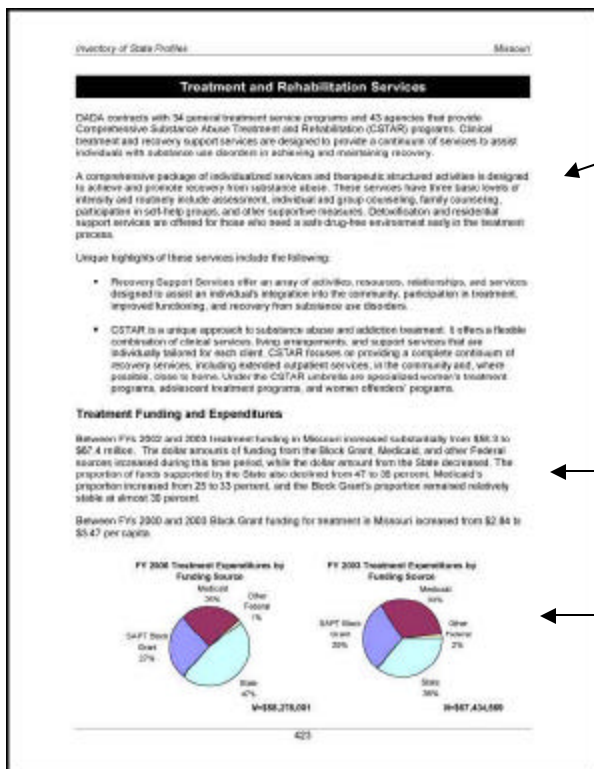 Inventory of State Profiles Missouri
Treatment and Rehabilitation Services
DADA contracts with 34 general treatment service programs and 43 agencies that provide
Comprehensive Substance Abuse Treatment and Rehabilitation (CSTAR) programs. Clinical
treatment and recovery support services are designed to provide a continuum of services to assist
individuals with substance use disorders in achieving and maintaining recovery.
A comprehensive package of individualized services and therapeutic structured activities is designed
to achieve and promote recovery from substance abuse. These services have three basic levels of
intensity and routinely include assessment, individual and group counseling, family counseling,
participation in self-help groups, and other supportive measures. Detoxification and residential
support services are offered for those who need a safe drug-free environment early in the treatment
process.
Unique highlights of these services include the following:
• Recovery Support Services offer an array of activities, resources, relationships, and services
designed to assist an individual's integration into the community, participation in treatment,
improved functioning, and recovery from substance use disorders.
• CSTAR is a unique approach to substance abuse and addiction treatment. It offers a flexible
combination of clinical services, living arrangements, and support services that are
individually tailored for each client. CSTAR focuses on providing a complete continuum of
recovery services, including extended outpatient services, in the community and, where
possible, close to home. Under the CSTAR umbrella are specialized women's treatment
programs, adolescent treatment programs, and women offenders' programs.
Treatment Funding and Expenditures
Between FYs 2002 and 2003 treatment funding in Missouri increased substantially from to
$67.4 million. The dollar amounts of funding from the Block Grant, Medicaid, and other Federal
sources increased during this time period, while the dollar amount from the State decreased. The
proportion of funds supported by the State also declined from 47 to 36 percent, Medicaid's
proportion increased from 25 to 33 percent, and the Block Grant's proportion remained relatively
stable at almost 30 percent.
Between FYs 2000 and 2003 Block Grant funding for treatment in Missouri increased from $2.84 to
$3.47 per capita.
FY 2000 Treatment Expenditures by
Funding Source
Medicaid
Other
Federal
1%
SAPT Block
Grant
27%
State
47%
FY 2003 Treatment Expenditures by
Funding Source
Medicaid
Other
Federal
2%
SAPT Block
Grant
State
N=$67,434,
423